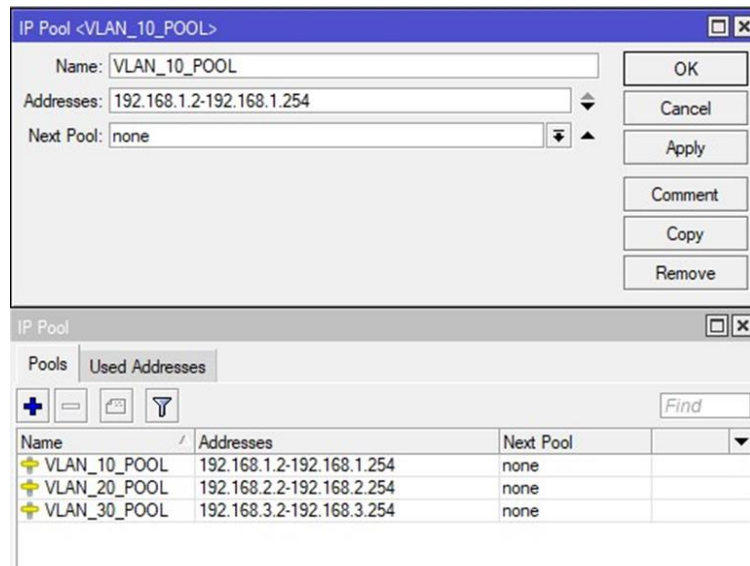 IP Pool <VLAN_10_POOL>
Name: VLAN_10_POOL
OK
Addresses: 192.168.1.2-192.168.1.254
Cancel
Next Pool: none
Apply
Comment
Copy
Remove
IP Pool
Pools Used Addresses
Find
Name Addresses Next Pool
VLAN_10_POOL 192.168.1.2-192.168.1.254 none
VLAN_20_POOL 192.168.2.2-192.168.2.254 none
VLAN_30_POOL 192.168.3.2-192.168.3.254 none